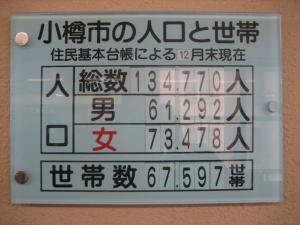 小樽市の人口と世帯
住民基本台帳による12月末現在
人口
総数 134.770人
男 61.292人
女 73.478人
世帯数 67.597世帯